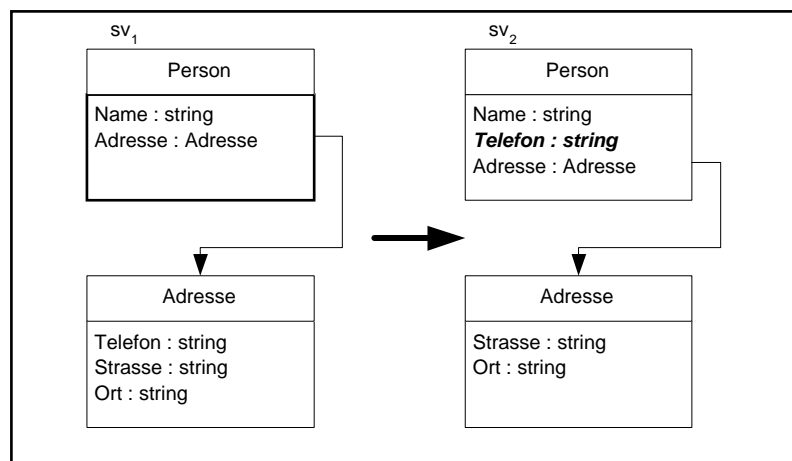 sv1
Person
Name : string
Adresse : Adresse
Adresse
Telefon : string
Strasse : string
Ort : string
sv2
Person
Name : string
Telefon : string
Adresse : Adresse
Adresse
Strasse : string
Ort : string